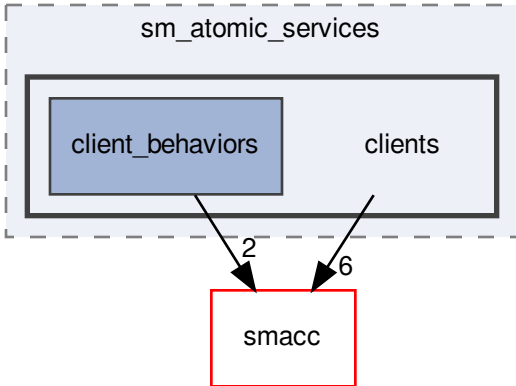 sm_atomic_services
client_behaviors
clients
2
6
smacc